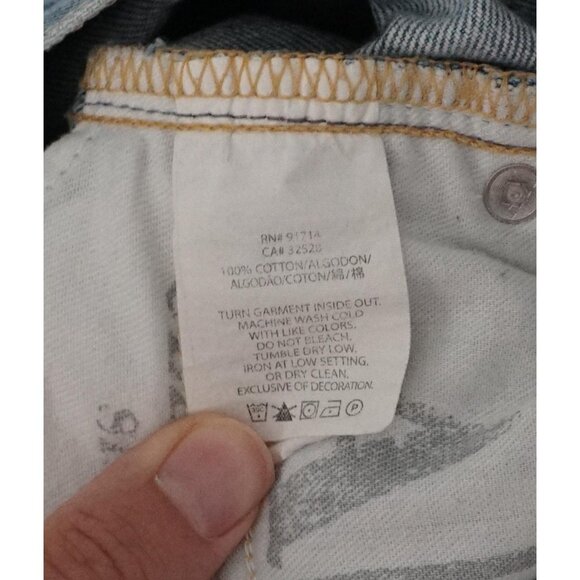 RN# 91714
CA# 32528
100% COTTON/ALGODON/
ALGODÃO/COTON/綿/棉
TURN GARMENT INSIDE OUT.
MACHINE WASH COLD
WITH LIKE COLORS.
DO NOT BLEACH.
TUMBLE DRY LOW.
IRON AT LOW SETTING.
OR DRY CLEAN.
EXCLUSIVE OF DECORATION.
P